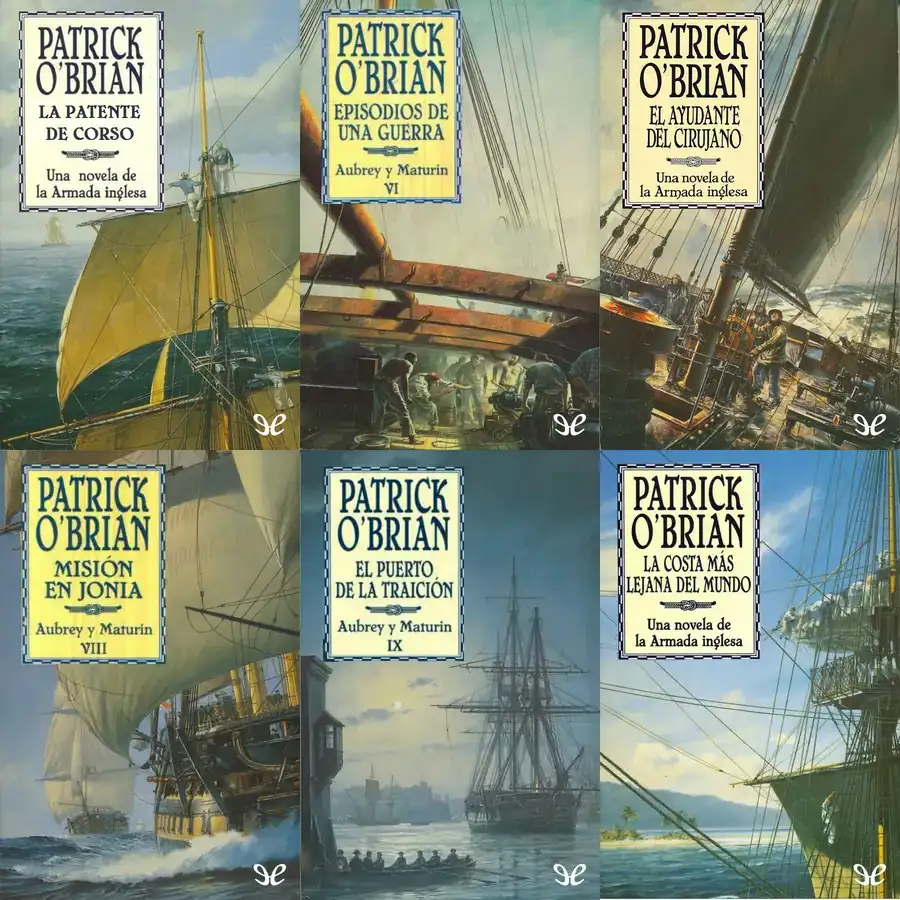 PATRICK
O'BRIAN
LA PATENTE
DE CORSO
Una novela de
la Armada inglesa
PATRICK
O'BRIAN
EPISODIOS DE
UNA GUERRA
Aubrey y Maturin
VI
PATRICK
O'BRIAN
EL AYUDANTE
DEL CIRUJANO
Una novela de
la Armada inglesa
PATRICK
O'BRIAN
MISIÓN
EN JONIA
Aubrey y Maturin
VIII
PATRICK
O'BRIAN
EL PUERTO
DE LA TRAICIÓN
Aubrey y Maturin
IX
PATRICK
O'BRIAN
LA COSTA MÁS
LEJANA DEL MUNDO
Una novela de
la Armada inglesa